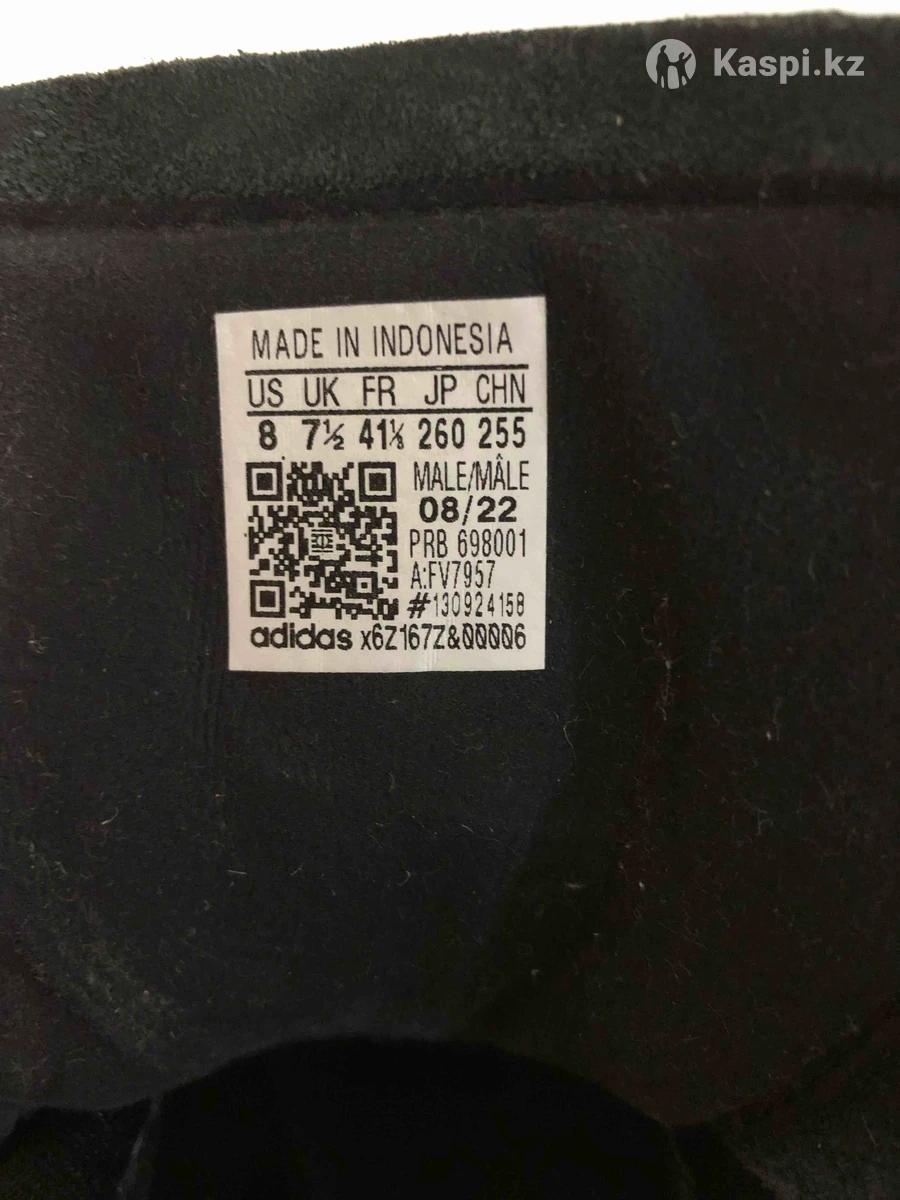 Kaspi.kz
MADE IN INDONESIA
US UK FR JP CHN
8 7½ 41⅓ 260 255
MALE/MÂLE
08/22
PRB 698001
A:FV7957
#130924158
adidas x6Z167Z&00006